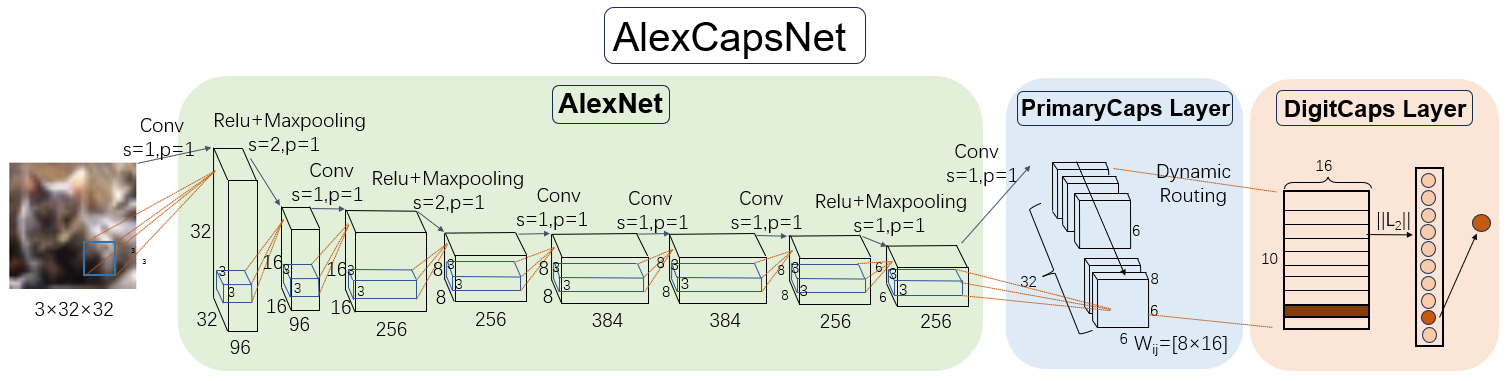 AlexCapsNet
AlexNet
PrimaryCaps Layer
DigitCaps Layer
Conv
s=1,p=1
Relu+Maxpooling
s=2,p=1
Conv
s=1,p=1
Relu+Maxpooling
s=2,p=1
Conv
s=1,p=1
Conv
s=1,p=1
Conv
s=1,p=1
Relu+Maxpooling
s=1,p=1
Conv
s=1,p=1
Dynamic
Routing
3×32×32
3
3
32
32
96
3
3
16
16
96
3
3
16
16
256
3
3
8
8
256
3
3
8
8
384
3
3
8
8
384
3
3
8
8
256
3
3
6
6
256
3
3
32
6
8
6
6
W_ij=[8×16]
16
10
||L₂||